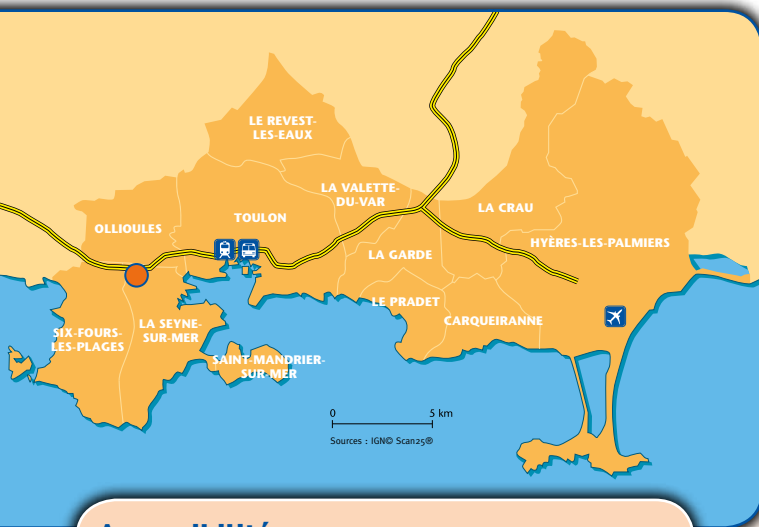 LE REVEST-
LES-EAUX
LA VALETTE-
DU-VAR
OLLIOULES
TOULON
LA CRAU
HYÈRES-LES-PALMIERS
LA GARDE
LE PRADET
CARQUEIRANNE
SIX-FOURS-
LES-PLAGES
LA SEYNE-
SUR-MER
SAINT-MANDRIER-
SUR-MER
0 5 km
Sources : IGN© Scan25®